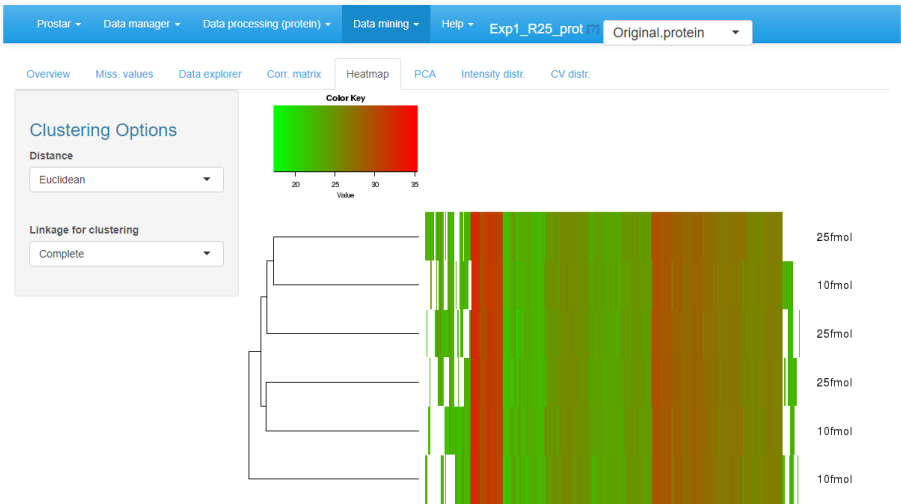 Prostar Data manager Data processing (protein) Data mining Help Exp1_R25_prot [?] Original.protein
Overview Miss. values Data explorer Corr. matrix Heatmap PCA Intensity distr. CV distr.
Clustering Options
Distance
Euclidean
Linkage for clustering
Complete
Color Key
20 25 30 35
Value
25fmol
10fmol
25fmol
25fmol
10fmol
10fmol